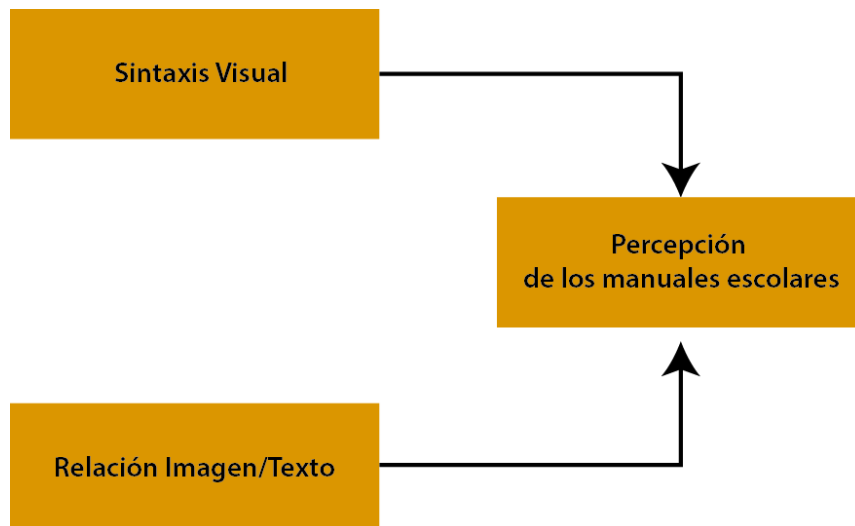 Sintaxis Visual
Percepción
de los manuales escolares
Relación Imagen/Texto